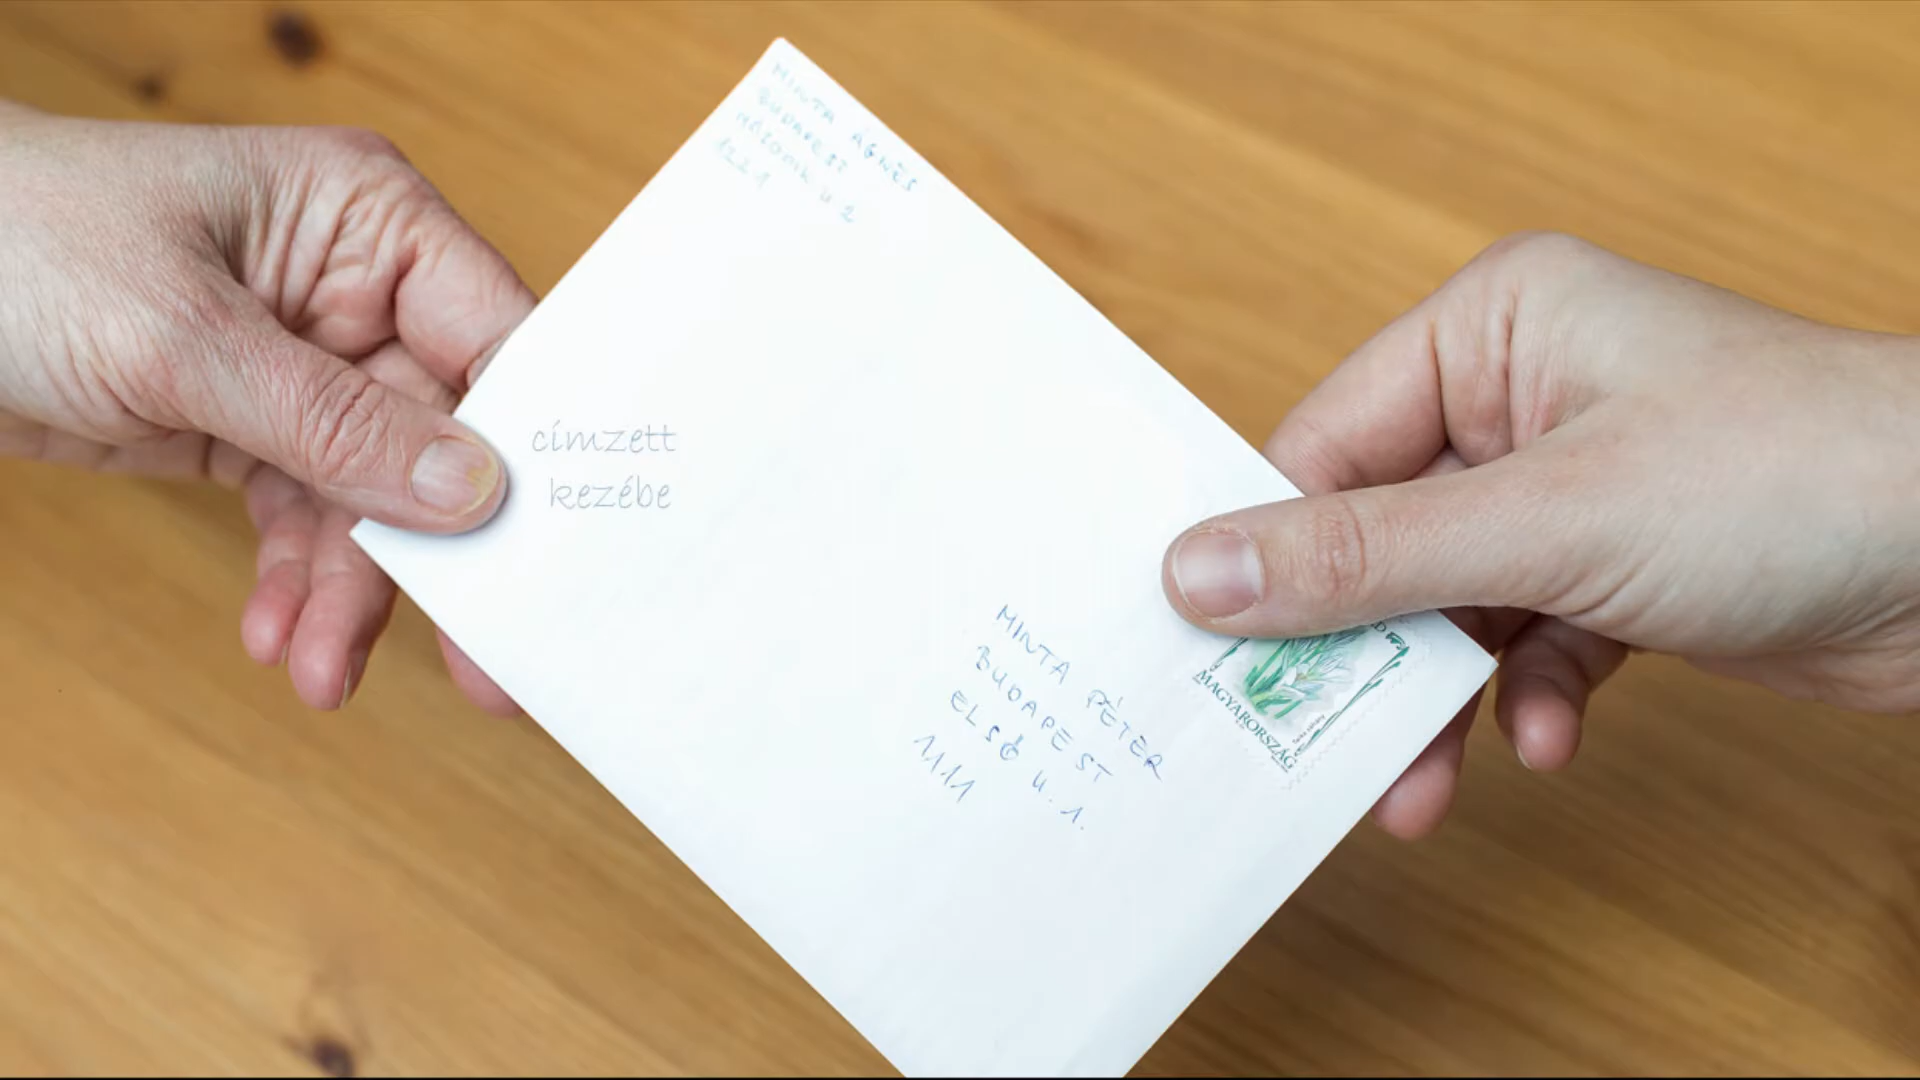 MINTA ÁGNES
BUDAPEST
MÁSODIK u 2
1221
címzett
kezébe
MINTA PÉTER
BUDAPEST
ELSŐ u. 1.
1111
MAGYARORSZÁG